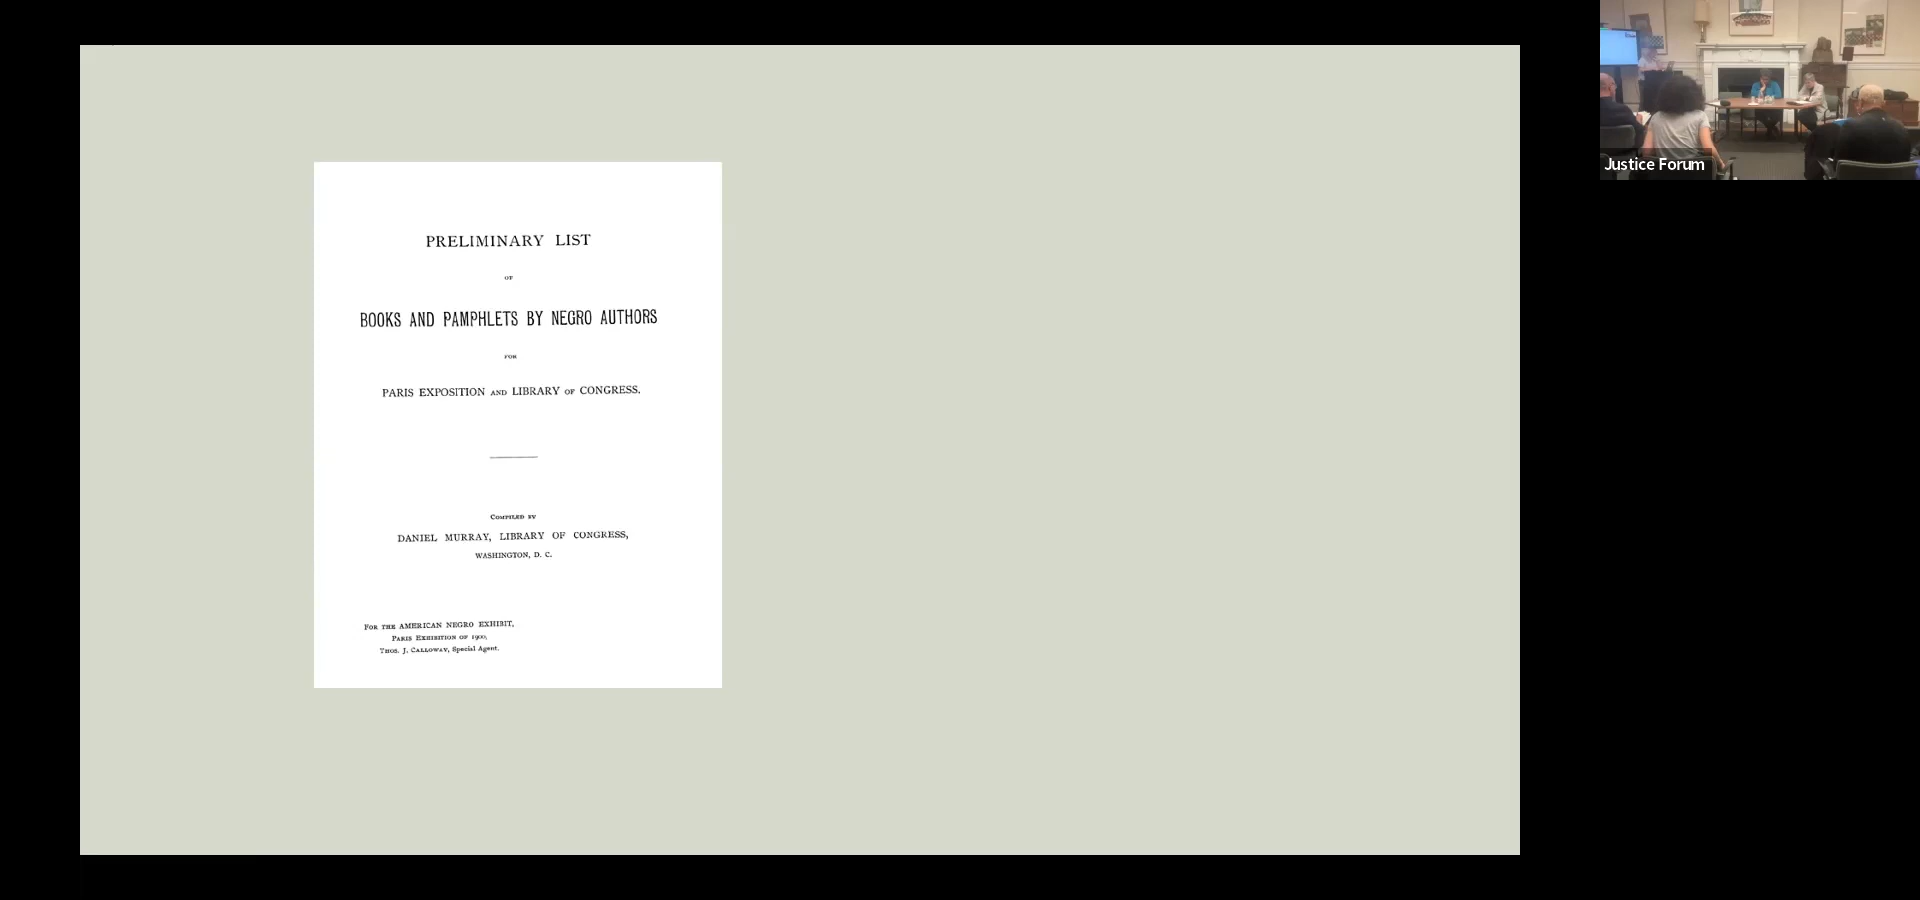 PRELIMINARY LIST
OF
BOOKS AND PAMPHLETS BY NEGRO AUTHORS
FOR
PARIS EXPOSITION AND LIBRARY OF CONGRESS.
COMPILED BY
DANIEL MURRAY, LIBRARY OF CONGRESS,
WASHINGTON, D. C.
FOR THE AMERICAN NEGRO EXHIBIT,
PARIS EXHIBITION OF 1900,
THOS. J. CALLOWAY, Special Agent.
Justice Forum